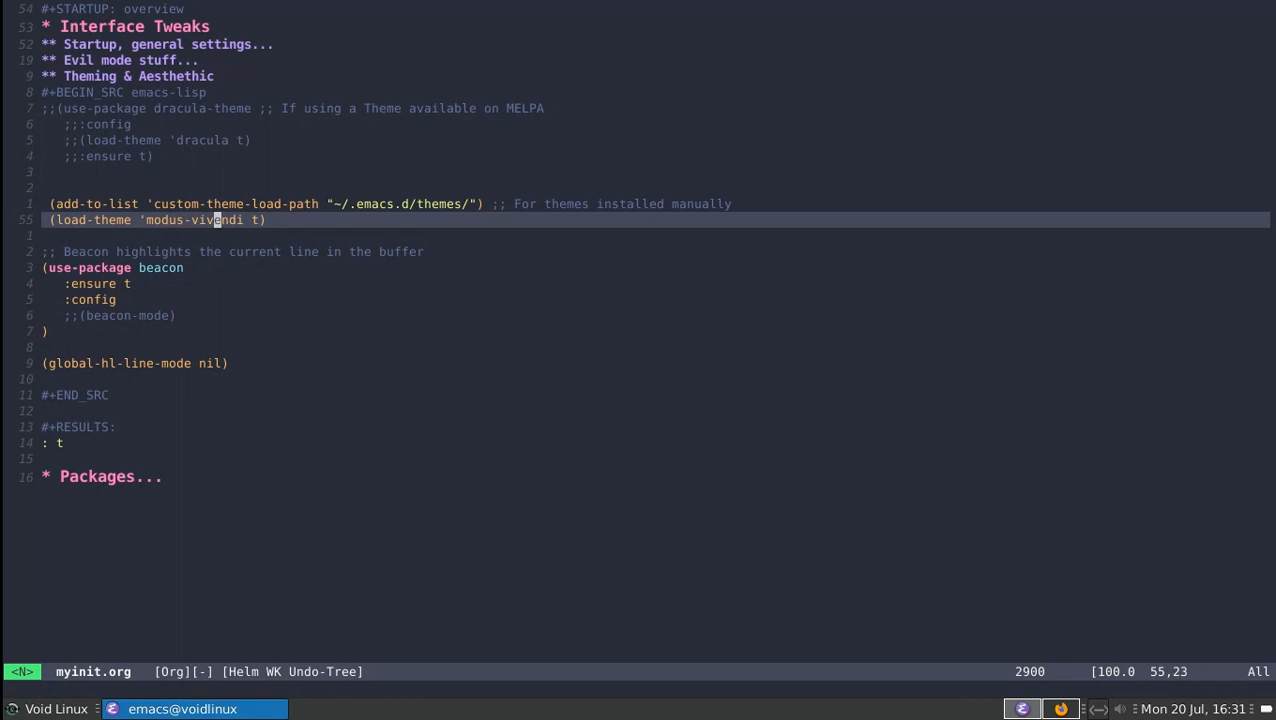 54 #+STARTUP: overview
53 * Interface Tweaks
52 ** Startup, general settings...
19 ** Evil mode stuff...
9 ** Theming & Aesthethic
8 #+BEGIN_SRC emacs-lisp
7 ;;(use-package dracula-theme ;; If using a Theme available on MELPA
6 ;;:config
5 ;;(load-theme 'dracula t)
4 ;;:ensure t)
3
2
1 (add-to-list 'custom-theme-load-path "~/.emacs.d/themes/") ;; For themes installed manually
55 (load-theme 'modus-vivendi t)
1
2 ;; Beacon highlights the current line in the buffer
3 (use-package beacon
4 :ensure t
5 :config
6 ;;(beacon-mode)
7 )
8
9 (global-hl-line-mode nil)
10
11 #+END_SRC
12
13 #+RESULTS:
14 : t
15
16 * Packages...
<N> myinit.org [Org][-] [Helm WK Undo-Tree] 2900 [100.0 55,23 All
Void Linux emacs@voidlinux Mon 20 Jul, 16:31